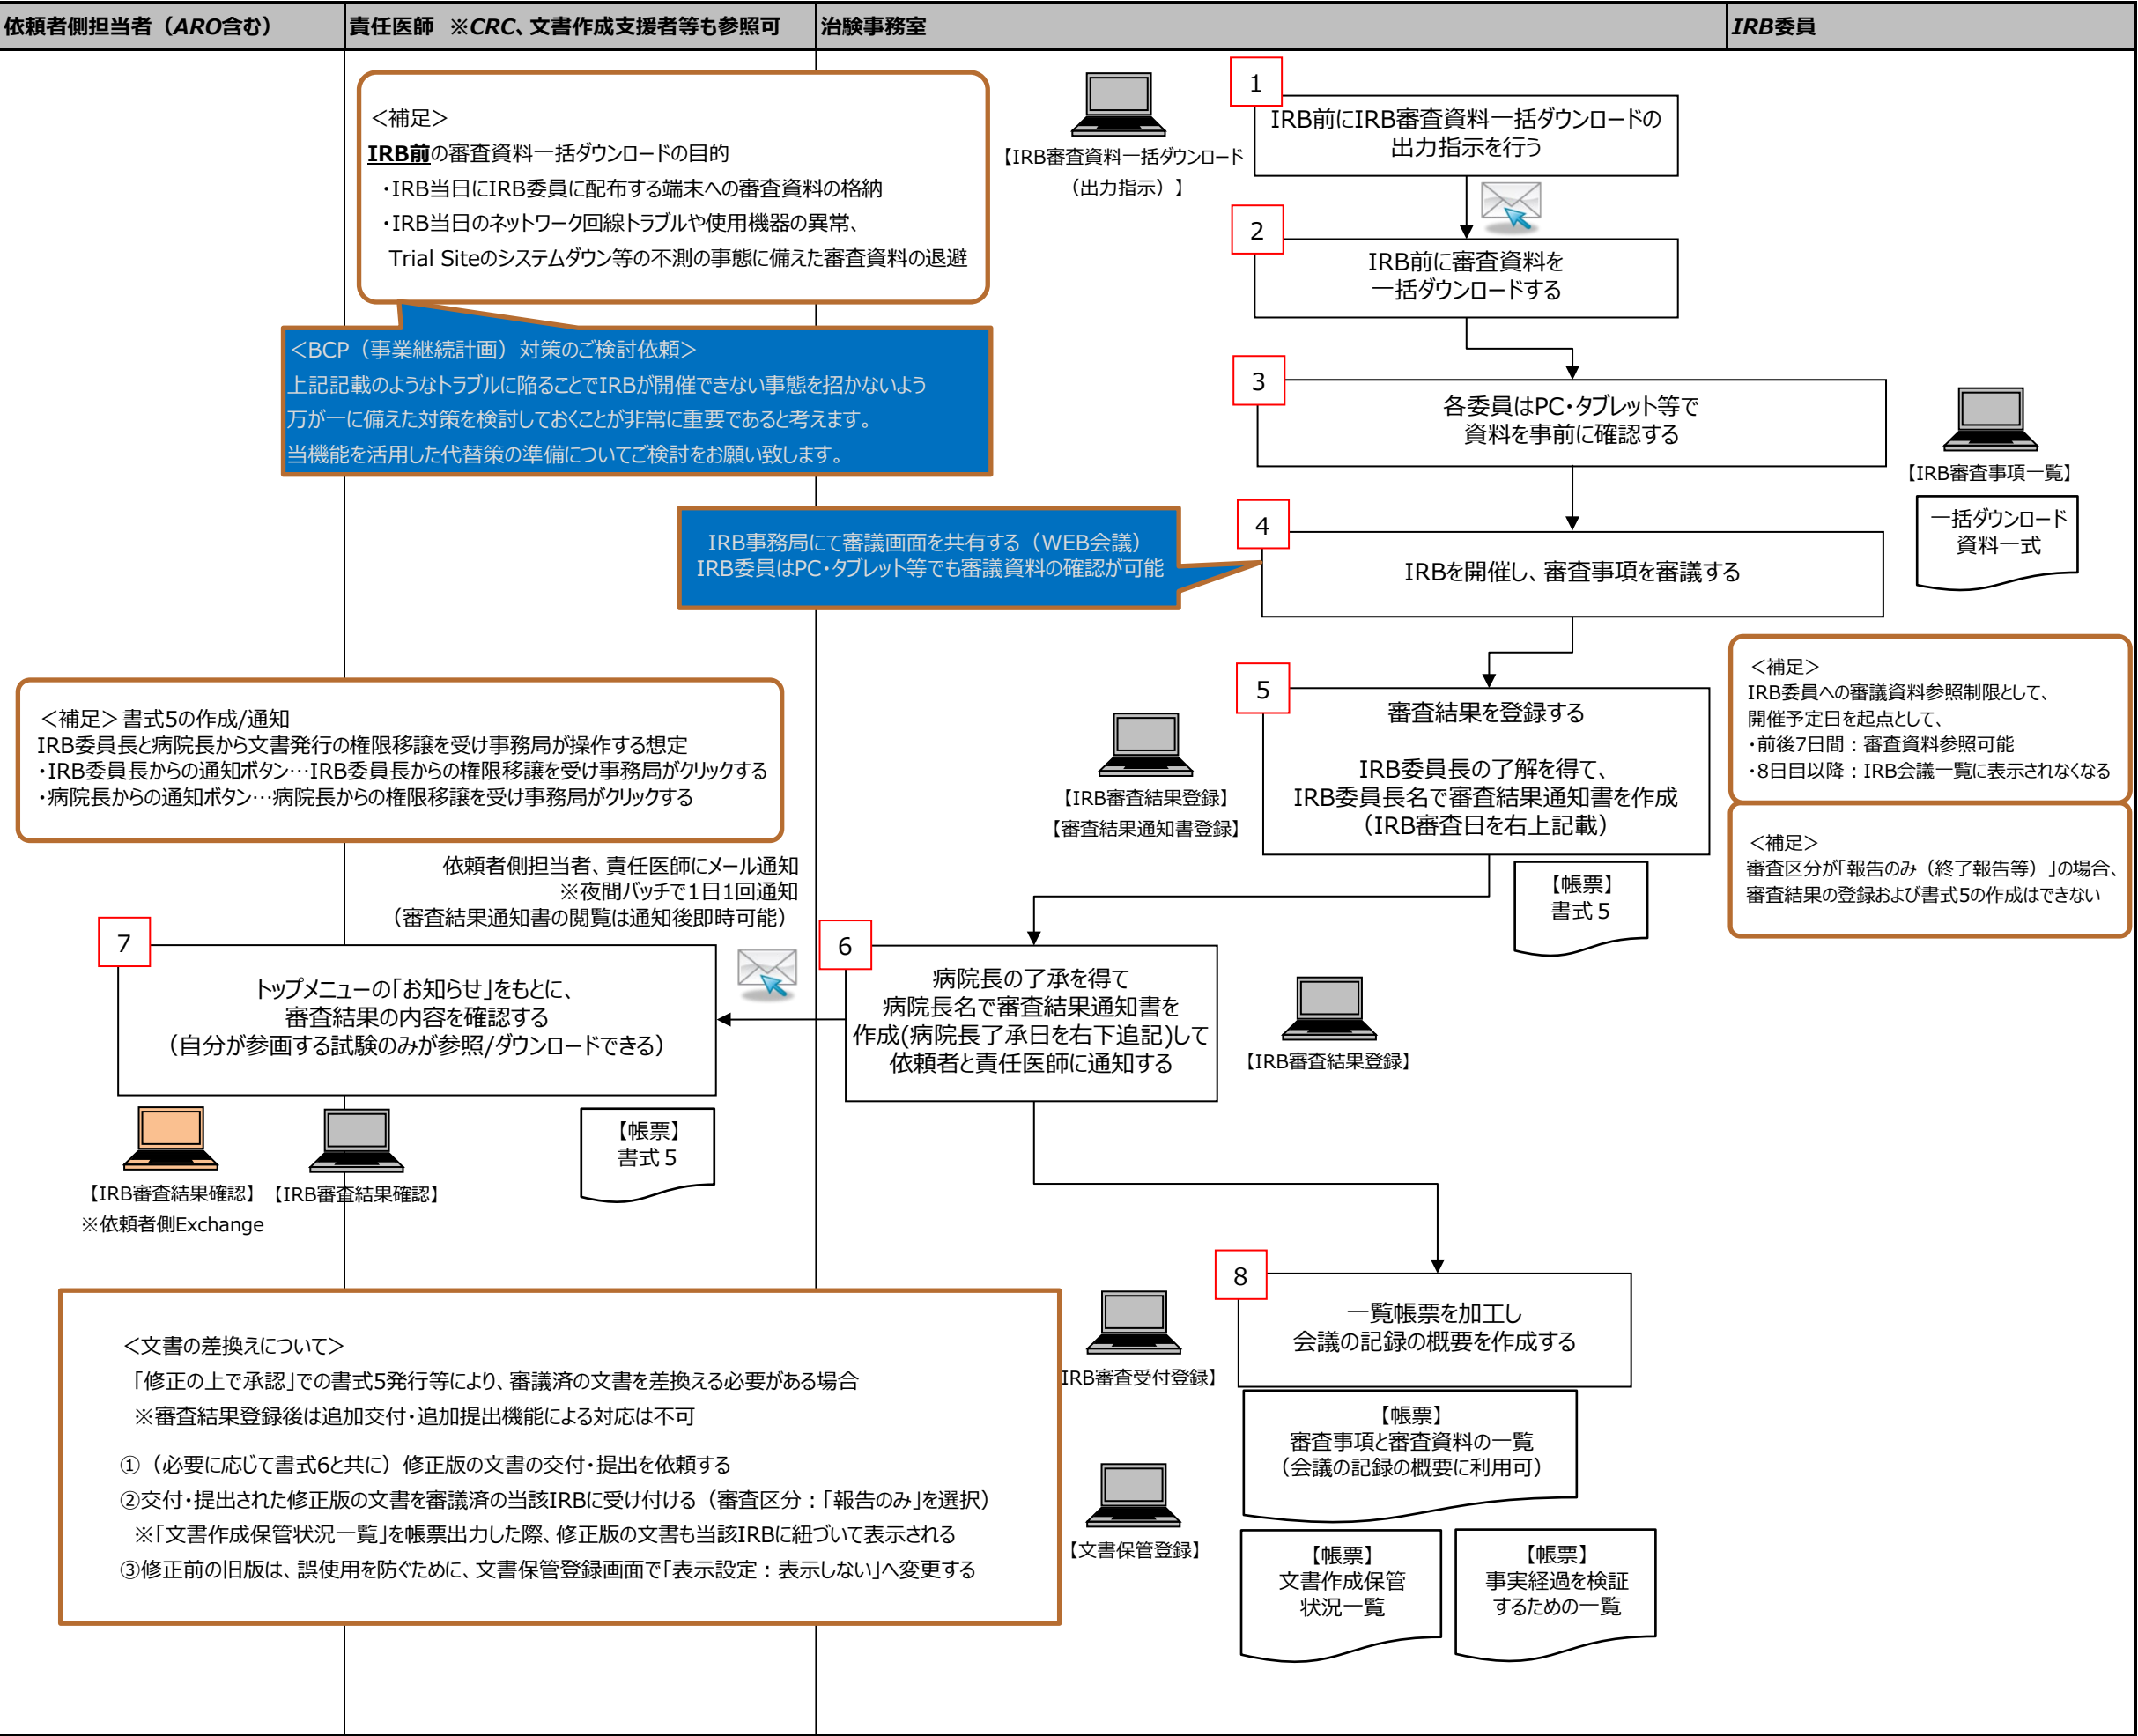 依頼者側担当者（ARO含む）
責任医師　※CRC、文書作成支援者等も参照可
治験事務室
IRB委員
＜補足＞
IRB前の審査資料一括ダウンロードの目的
・IRB当日にIRB委員に配布する端末への審査資料の格納
・IRB当日のネットワーク回線トラブルや使用機器の異常、
Trial Siteのシステムダウン等の不測の事態に備えた審査資料の退避
【IRB審査資料一括ダウンロード
（出力指示）】
1
IRB前にIRB審査資料一括ダウンロードの
出力指示を行う
2
IRB前に審査資料を
一括ダウンロードする
＜BCP（事業継続計画）対策のご検討依頼＞
上記記載のようなトラブルに陥ることでIRBが開催できない事態を招かないよう
万が一に備えた対策を検討しておくことが非常に重要であると考えます。
当機能を活用した代替策の準備についてご検討をお願い致します。
3
各委員はPC・タブレット等で
資料を事前に確認する
【IRB審査事項一覧】
一括ダウンロード
資料一式
IRB事務局にて審議画面を共有する（WEB会議）
IRB委員はPC・タブレット等でも審議資料の確認が可能
4
IRBを開催し、審査事項を審議する
＜補足＞
IRB委員への審議資料参照制限として、
開催予定日を起点として、
・前後7日間：審査資料参照可能
・8日目以降：IRB会議一覧に表示されなくなる
＜補足＞
審査区分が「報告のみ（終了報告等）」の場合、
審査結果の登録および書式5の作成はできない
＜補足＞書式5の作成/通知
IRB委員長と病院長から文書発行の権限移譲を受け事務局が操作する想定
・IRB委員長からの通知ボタン…IRB委員長からの権限移譲を受け事務局がクリックする
・病院長からの通知ボタン…病院長からの権限移譲を受け事務局がクリックする
【IRB審査結果登録】
【審査結果通知書登録】
5
審査結果を登録する
IRB委員長の了解を得て、
IRB委員長名で審査結果通知書を作成
（IRB審査日を右上記載）
【帳票】
書式５
依頼者側担当者、責任医師にメール通知
※夜間バッチで1日1回通知
（審査結果通知書の閲覧は通知後即時可能）
6
病院長の了承を得て
病院長名で審査結果通知書を
作成(病院長了承日を右下追記)して
依頼者と責任医師に通知する
【IRB審査結果登録】
7
トップメニューの「お知らせ」をもとに、
審査結果の内容を確認する
（自分が参画する試験のみが参照/ダウンロードできる）
【IRB審査結果確認】
※依頼者側Exchange
【IRB審査結果確認】
【帳票】
書式５
8
一覧帳票を加工し
会議の記録の概要を作成する
IRB審査受付登録】
【帳票】
審査事項と審査資料の一覧
（会議の記録の概要に利用可）
【文書保管登録】
【帳票】
文書作成保管
状況一覧
【帳票】
事実経過を検証
するための一覧
＜文書の差換えについて＞
「修正の上で承認」での書式5発行等により、審議済の文書を差換える必要がある場合
※審査結果登録後は追加交付・追加提出機能による対応は不可
①（必要に応じて書式6と共に）修正版の文書の交付・提出を依頼する
②交付・提出された修正版の文書を審議済の当該IRBに受け付ける（審査区分：「報告のみ」を選択）
※「文書作成保管状況一覧」を帳票出力した際、修正版の文書も当該IRBに紐づいて表示される
③修正前の旧版は、誤使用を防ぐために、文書保管登録画面で「表示設定：表示しない」へ変更する